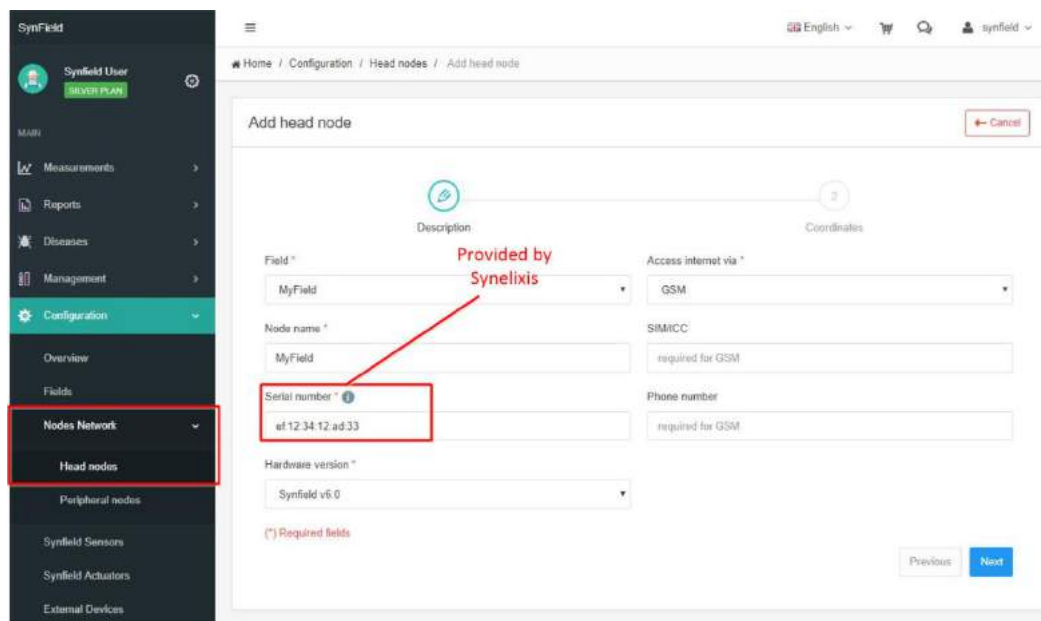 SynField
English
synfield
Synfield User
SILVER PLAN
MAIN
Measurements
Reports
Diseases
Management
Configuration
Overview
Fields
Nodes Network
Head nodes
Peripheral nodes
Synfield Sensors
Synfield Actuators
External Devices
Home / Configuration / Head nodes / Add head node
Add head node
Cancel
2
Description
Coordinates
Provided by
Synelixis
Field *
Access internet via *
MyField
GSM
Node name *
SIM/ICC
MyField
required for GSM
Serial number *
Phone number
ef:12:34:12:ad:33
required for GSM
Hardware version *
Synfield v6.0
(*) Required fields
Previous
Next